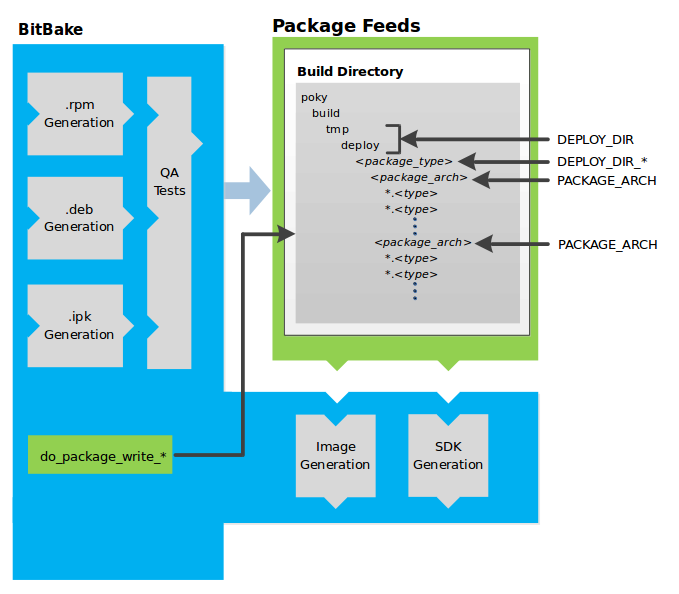 BitBake
Package Feeds
.rpm
Generation
.deb
Generation
.ipk
Generation
QA
Tests
do_package_write_*
Build Directory
poky
build
tmp
deploy
<package_type>
<package_arch>
*.<type>
*.<type>
<package_arch>
*.<type>
*.<type>
DEPLOY_DIR
DEPLOY_DIR_*
PACKAGE_ARCH
PACKAGE_ARCH
Image
Generation
SDK
Generation